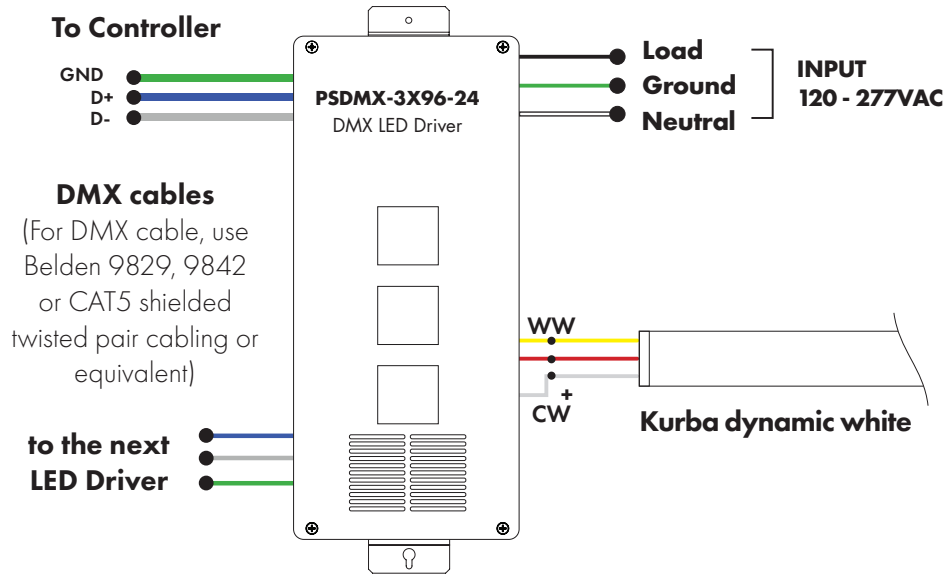 To Controller
GND
D+
D-
DMX cables
(For DMX cable, use
Belden 9829, 9842
or CAT5 shielded
twisted pair cabling or
equivalent)
to the next
LED Driver
PSDMX-3X96-24
DMX LED Driver
Load
Ground
Neutral
INPUT
120 - 277VAC
WW
+
CW
Kurba dynamic white